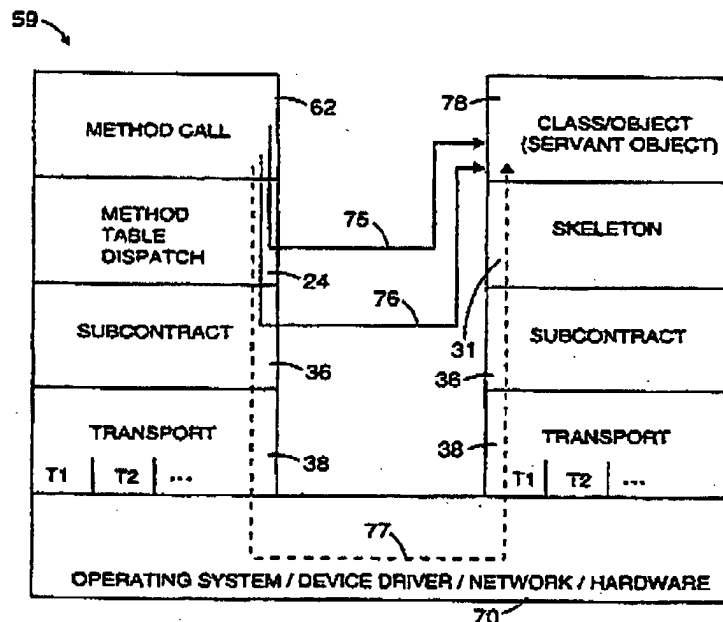 59
62
78
METHOD CALL
CLASS/OBJECT
(SERVANT OBJECT)
METHOD
TABLE
DISPATCH
75
SKELETON
24
76
31
SUBCONTRACT
SUBCONTRACT
36
36
TRANSPORT
TRANSPORT
38
38
T1
T2
...
T1
T2
...
77
OPERATING SYSTEM / DEVICE DRIVER / NETWORK / HARDWARE
70